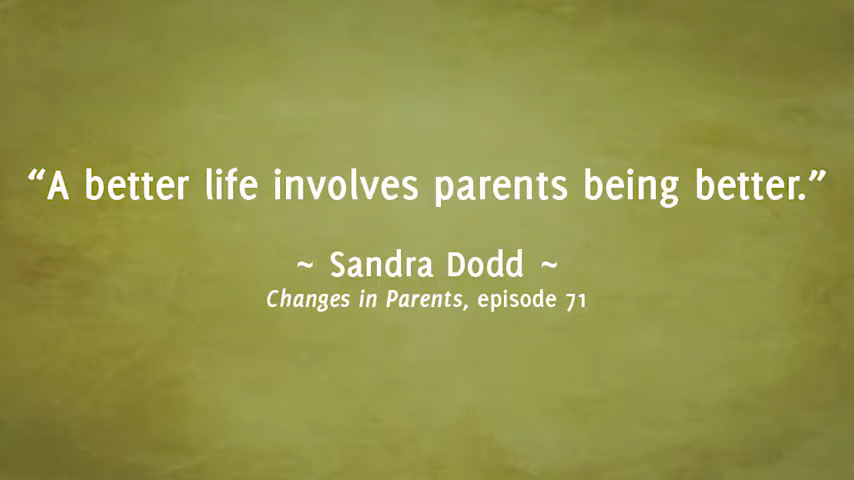 “A better life involves parents being better.”
~ Sandra Dodd ~
Changes in Parents, episode 71